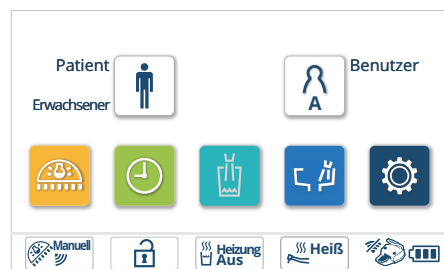 Patient
Benutzer
Erwachsener
A
Manuell
Heizung
Aus
Heiß